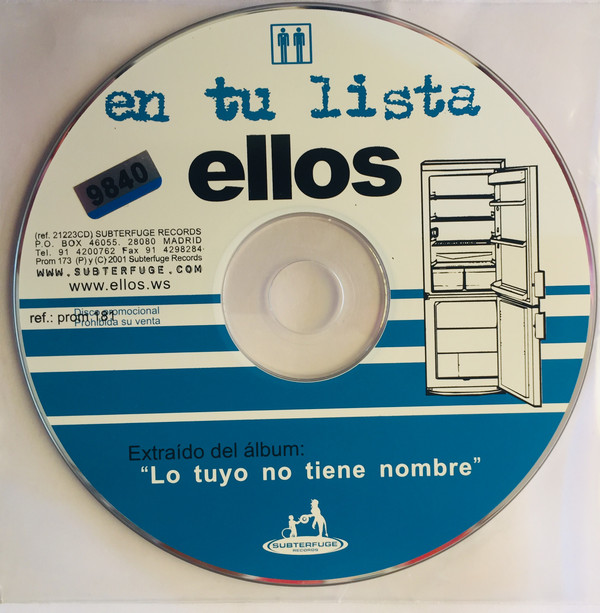 en tu lista
ellos
9840
(ref. 21223CD) SUBTERFUGE RECORDS
P.O. BOX 46055. 28080 MADRID
Tel. 91 4200762 Fax 91 4298284
Prom 173 (P) y (C) 2001 Subterfuge Records
WWW.SUBTERFUGE.COM
www.ellos.ws
Disco promocional
ref.: prom 181
Prohibida su venta
Extraído del álbum:
“Lo tuyo no tiene nombre”
SUBTERFUGE
RECORDS